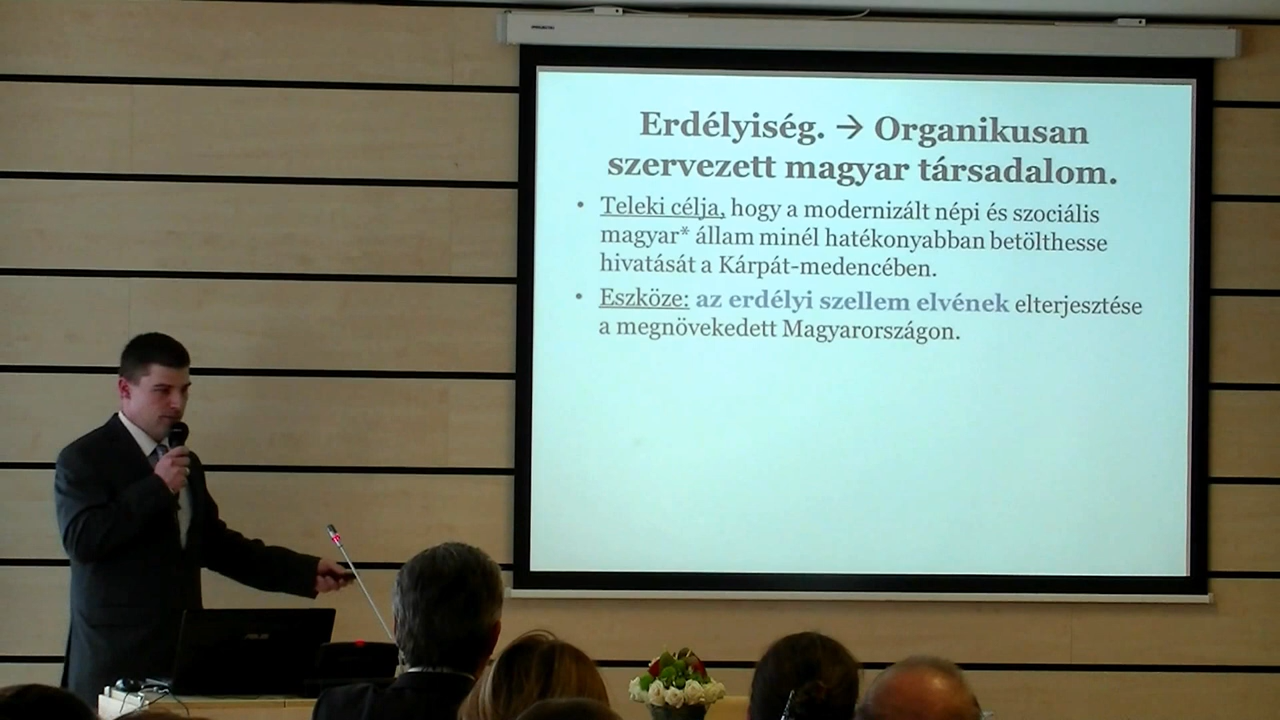 Erdélyiség. → Organikusan
szervezett magyar társadalom.
• Teleki célja, hogy a modernizált népi és szociális
magyar* állam minél hatékonyabban betölthesse
hivatását a Kárpát-medencében.
• Eszköze: az erdélyi szellem elvének elterjesztése
a megnövekedett Magyarországon.
ASUS